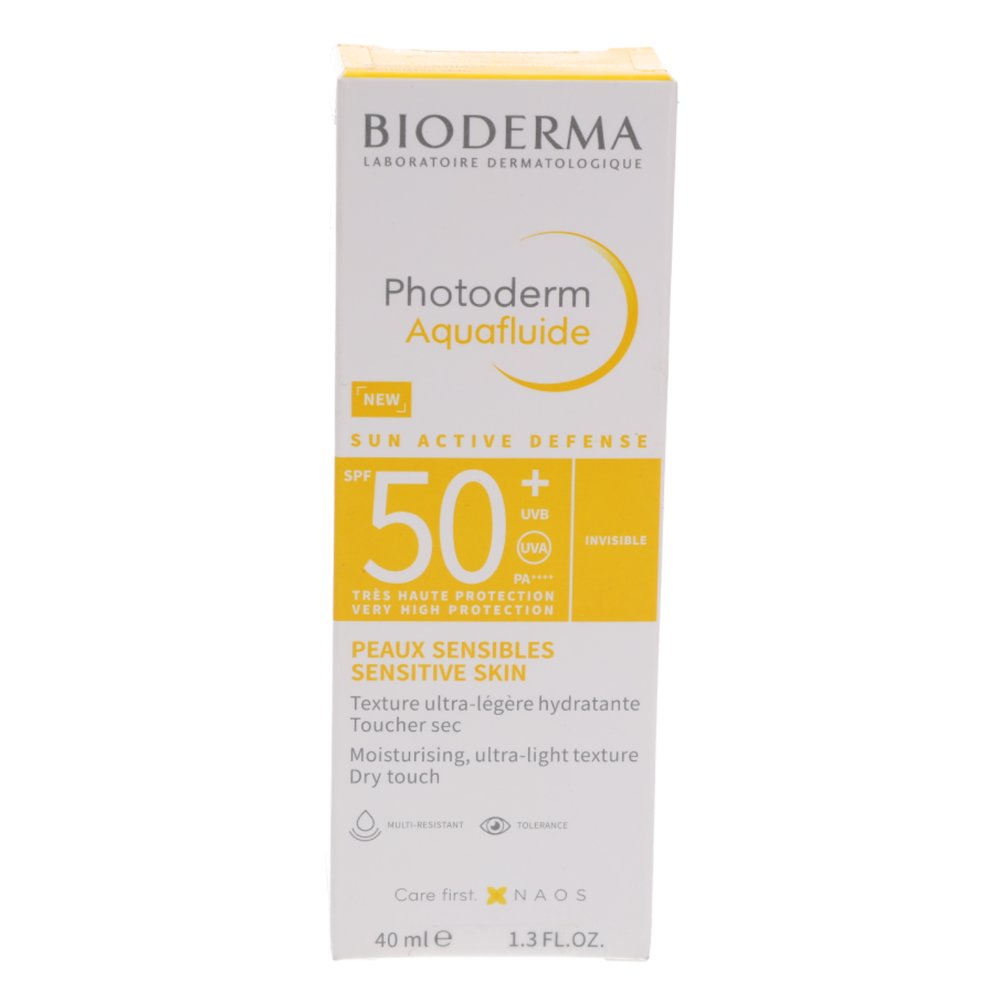 BIODERMA
LABORATOIRE DERMATOLOGIQUE
Photoderm
Aquafluide
NEW
SUN ACTIVE DEFENSE
SPF 50+
UVB
UVA
PA++++
INVISIBLE
TRÈS HAUTE PROTECTION
VERY HIGH PROTECTION
PEAUX SENSIBLES
SENSITIVE SKIN
Texture ultra-légère hydratante
Toucher sec
Moisturising, ultra-light texture
Dry touch
MULTI-RESISTANT TOLERANCE
Care first. NAOS
40 ml e 1.3 FL.OZ.